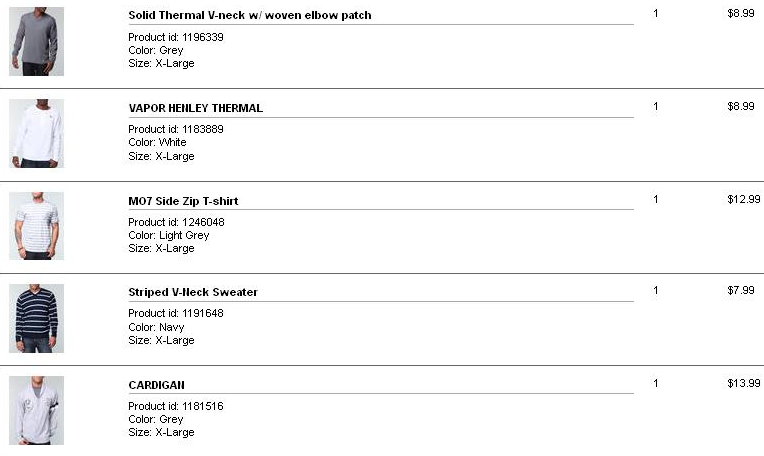 Solid Thermal V-neck w/ woven elbow patch 1 $8.99
Product id: 1196339
Color: Grey
Size: X-Large
VAPOR HENLEY THERMAL 1 $8.99
Product id: 1183889
Color: White
Size: X-Large
MO7 Side Zip T-shirt 1 $12.99
Product id: 1246048
Color: Light Grey
Size: X-Large
Striped V-Neck Sweater 1 $7.99
Product id: 1191648
Color: Navy
Size: X-Large
CARDIGAN 1 $13.99
Product id: 1181516
Color: Grey
Size: X-Large